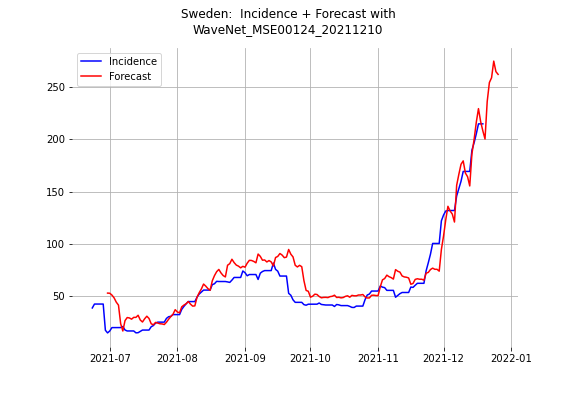 Sweden:  Incidence + Forecast with
WaveNet_MSE00124_20211210
Incidence
Forecast
250
200
150
100
50
2021-07 2021-08 2021-09 2021-10 2021-11 2021-12 2022-01